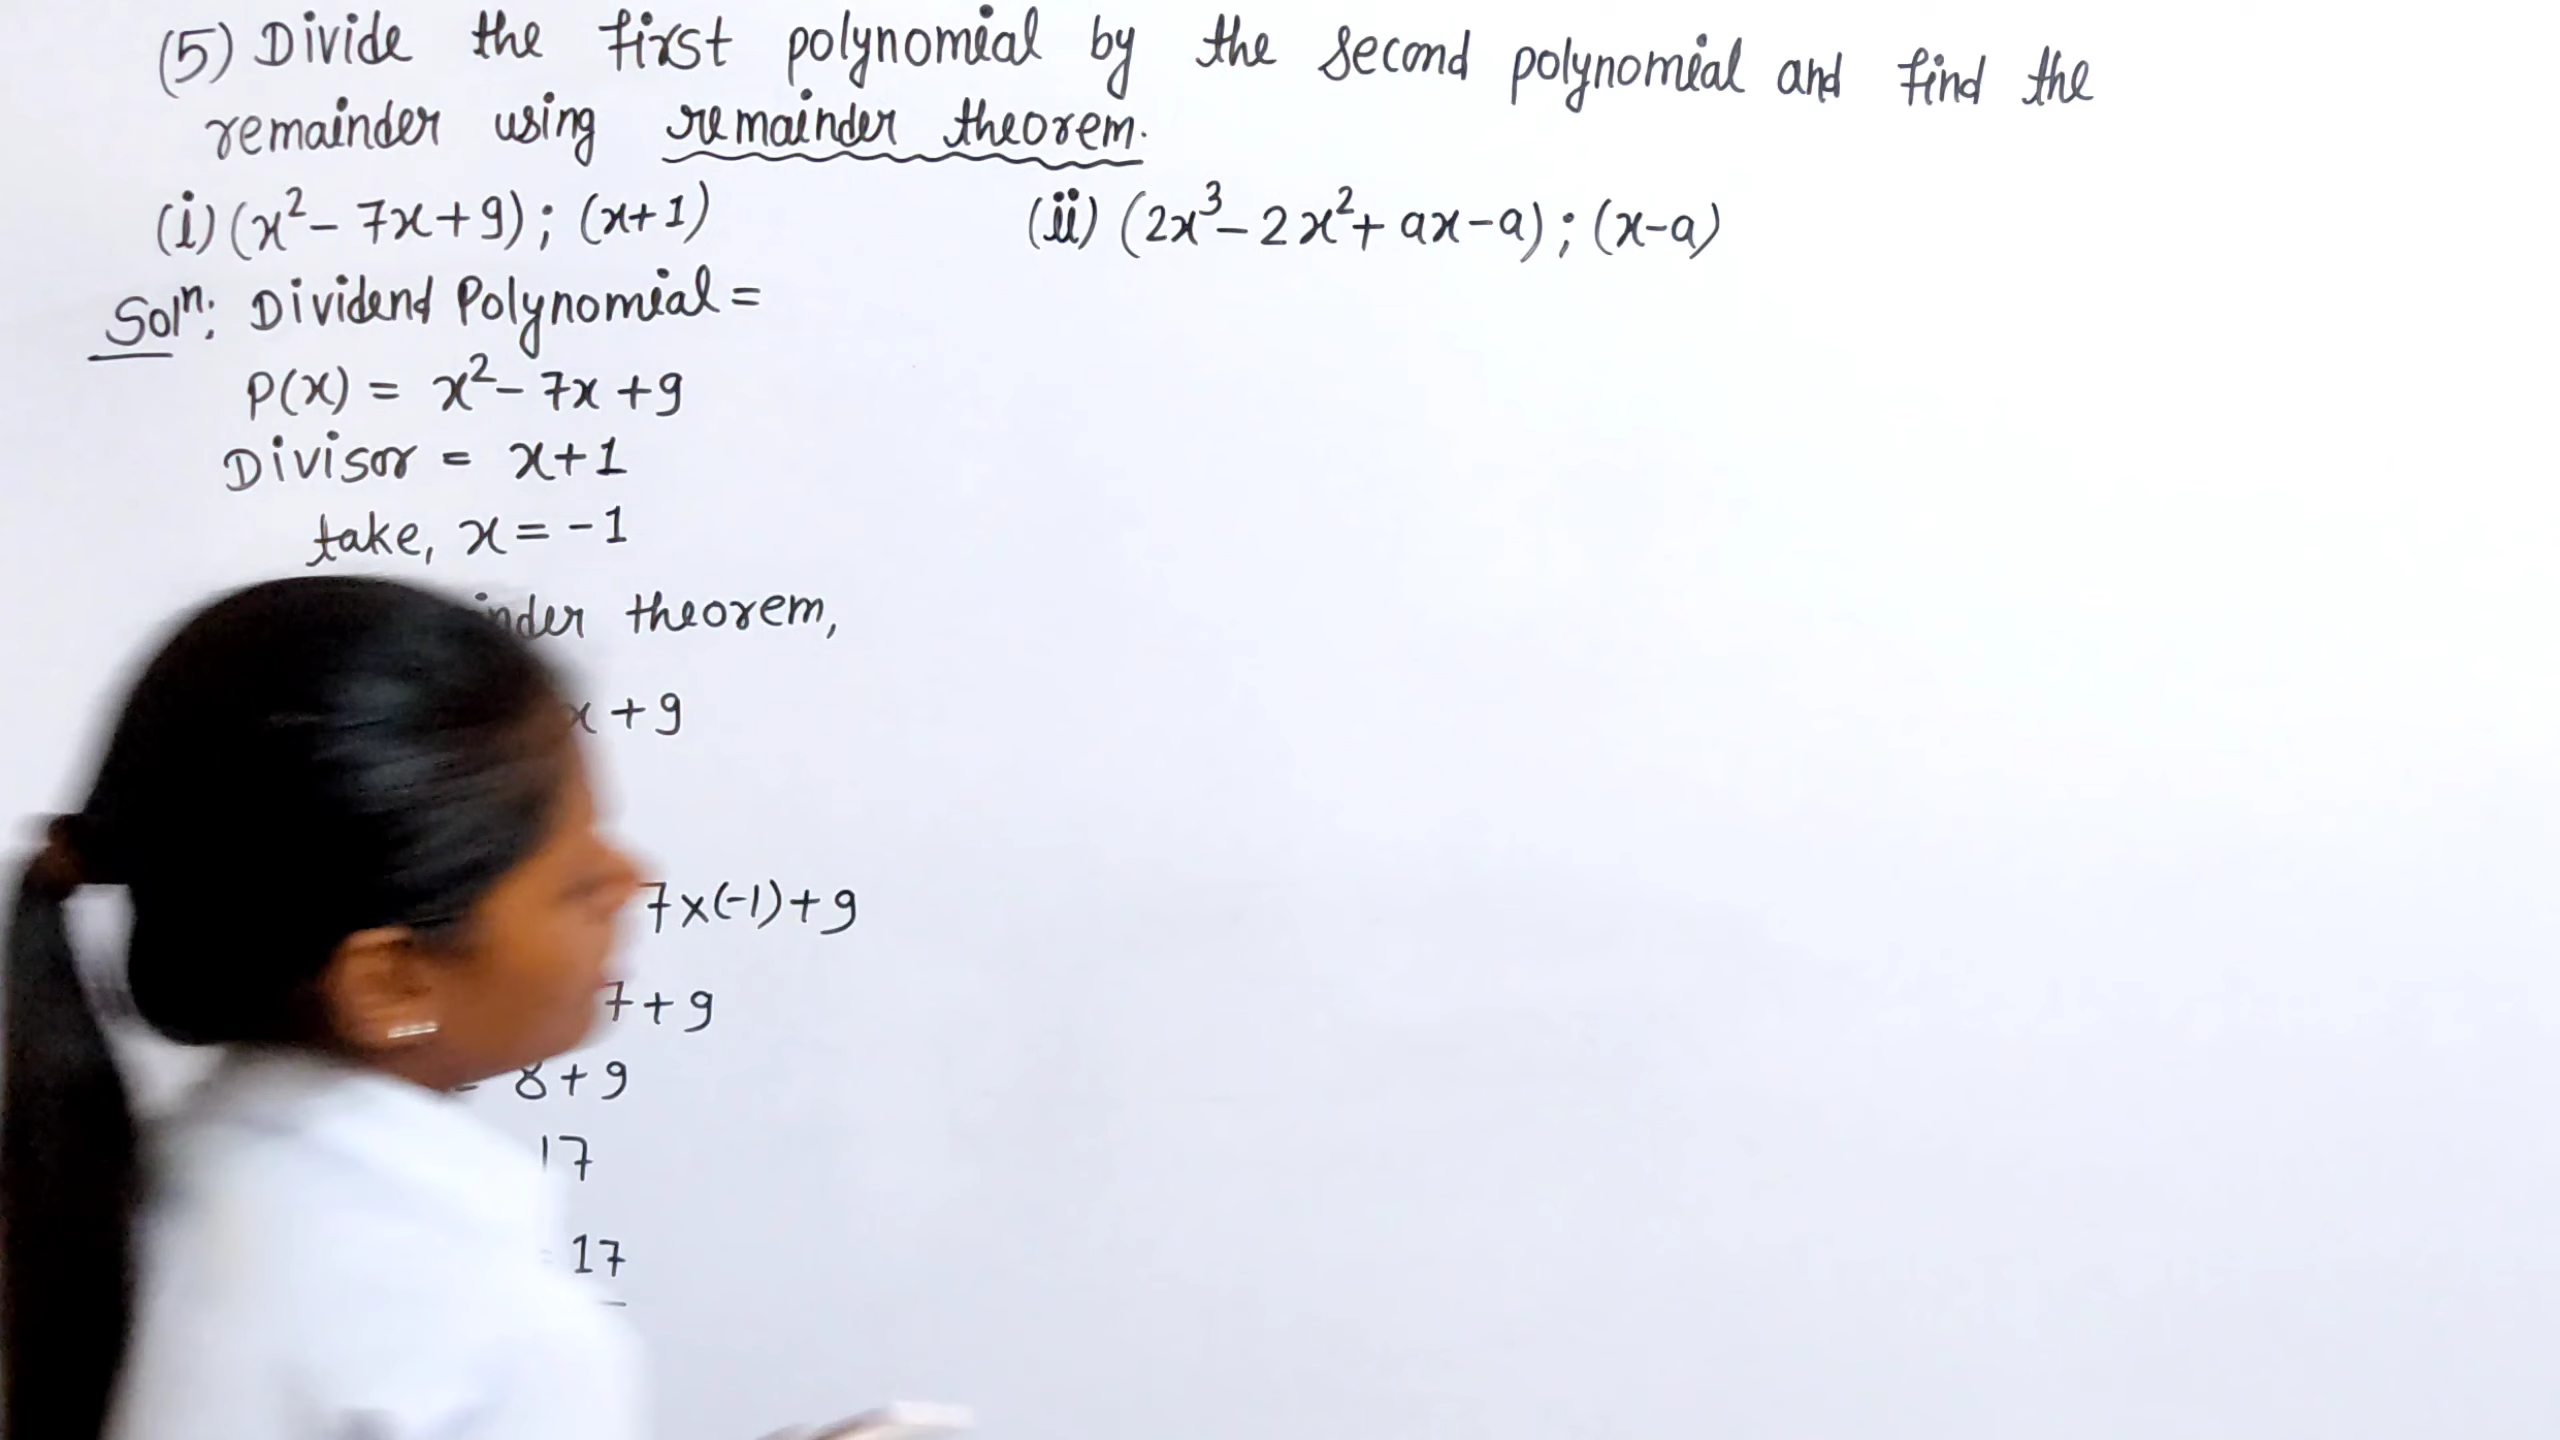 (5) Divide the first polynomial by the second polynomial and find the
remainder using remainder theorem.
(i) (x²- 7x+9); (x+1)
(ii) (2x³- 2x²+ ax-a); (x-a)
Solⁿ: Dividend Polynomial =
P(x) = x²- 7x +9
Divisor = x+1
take, x = -1
theorem,
x +9
7x(-1)+9
7+9
= 8+9
17
= 17